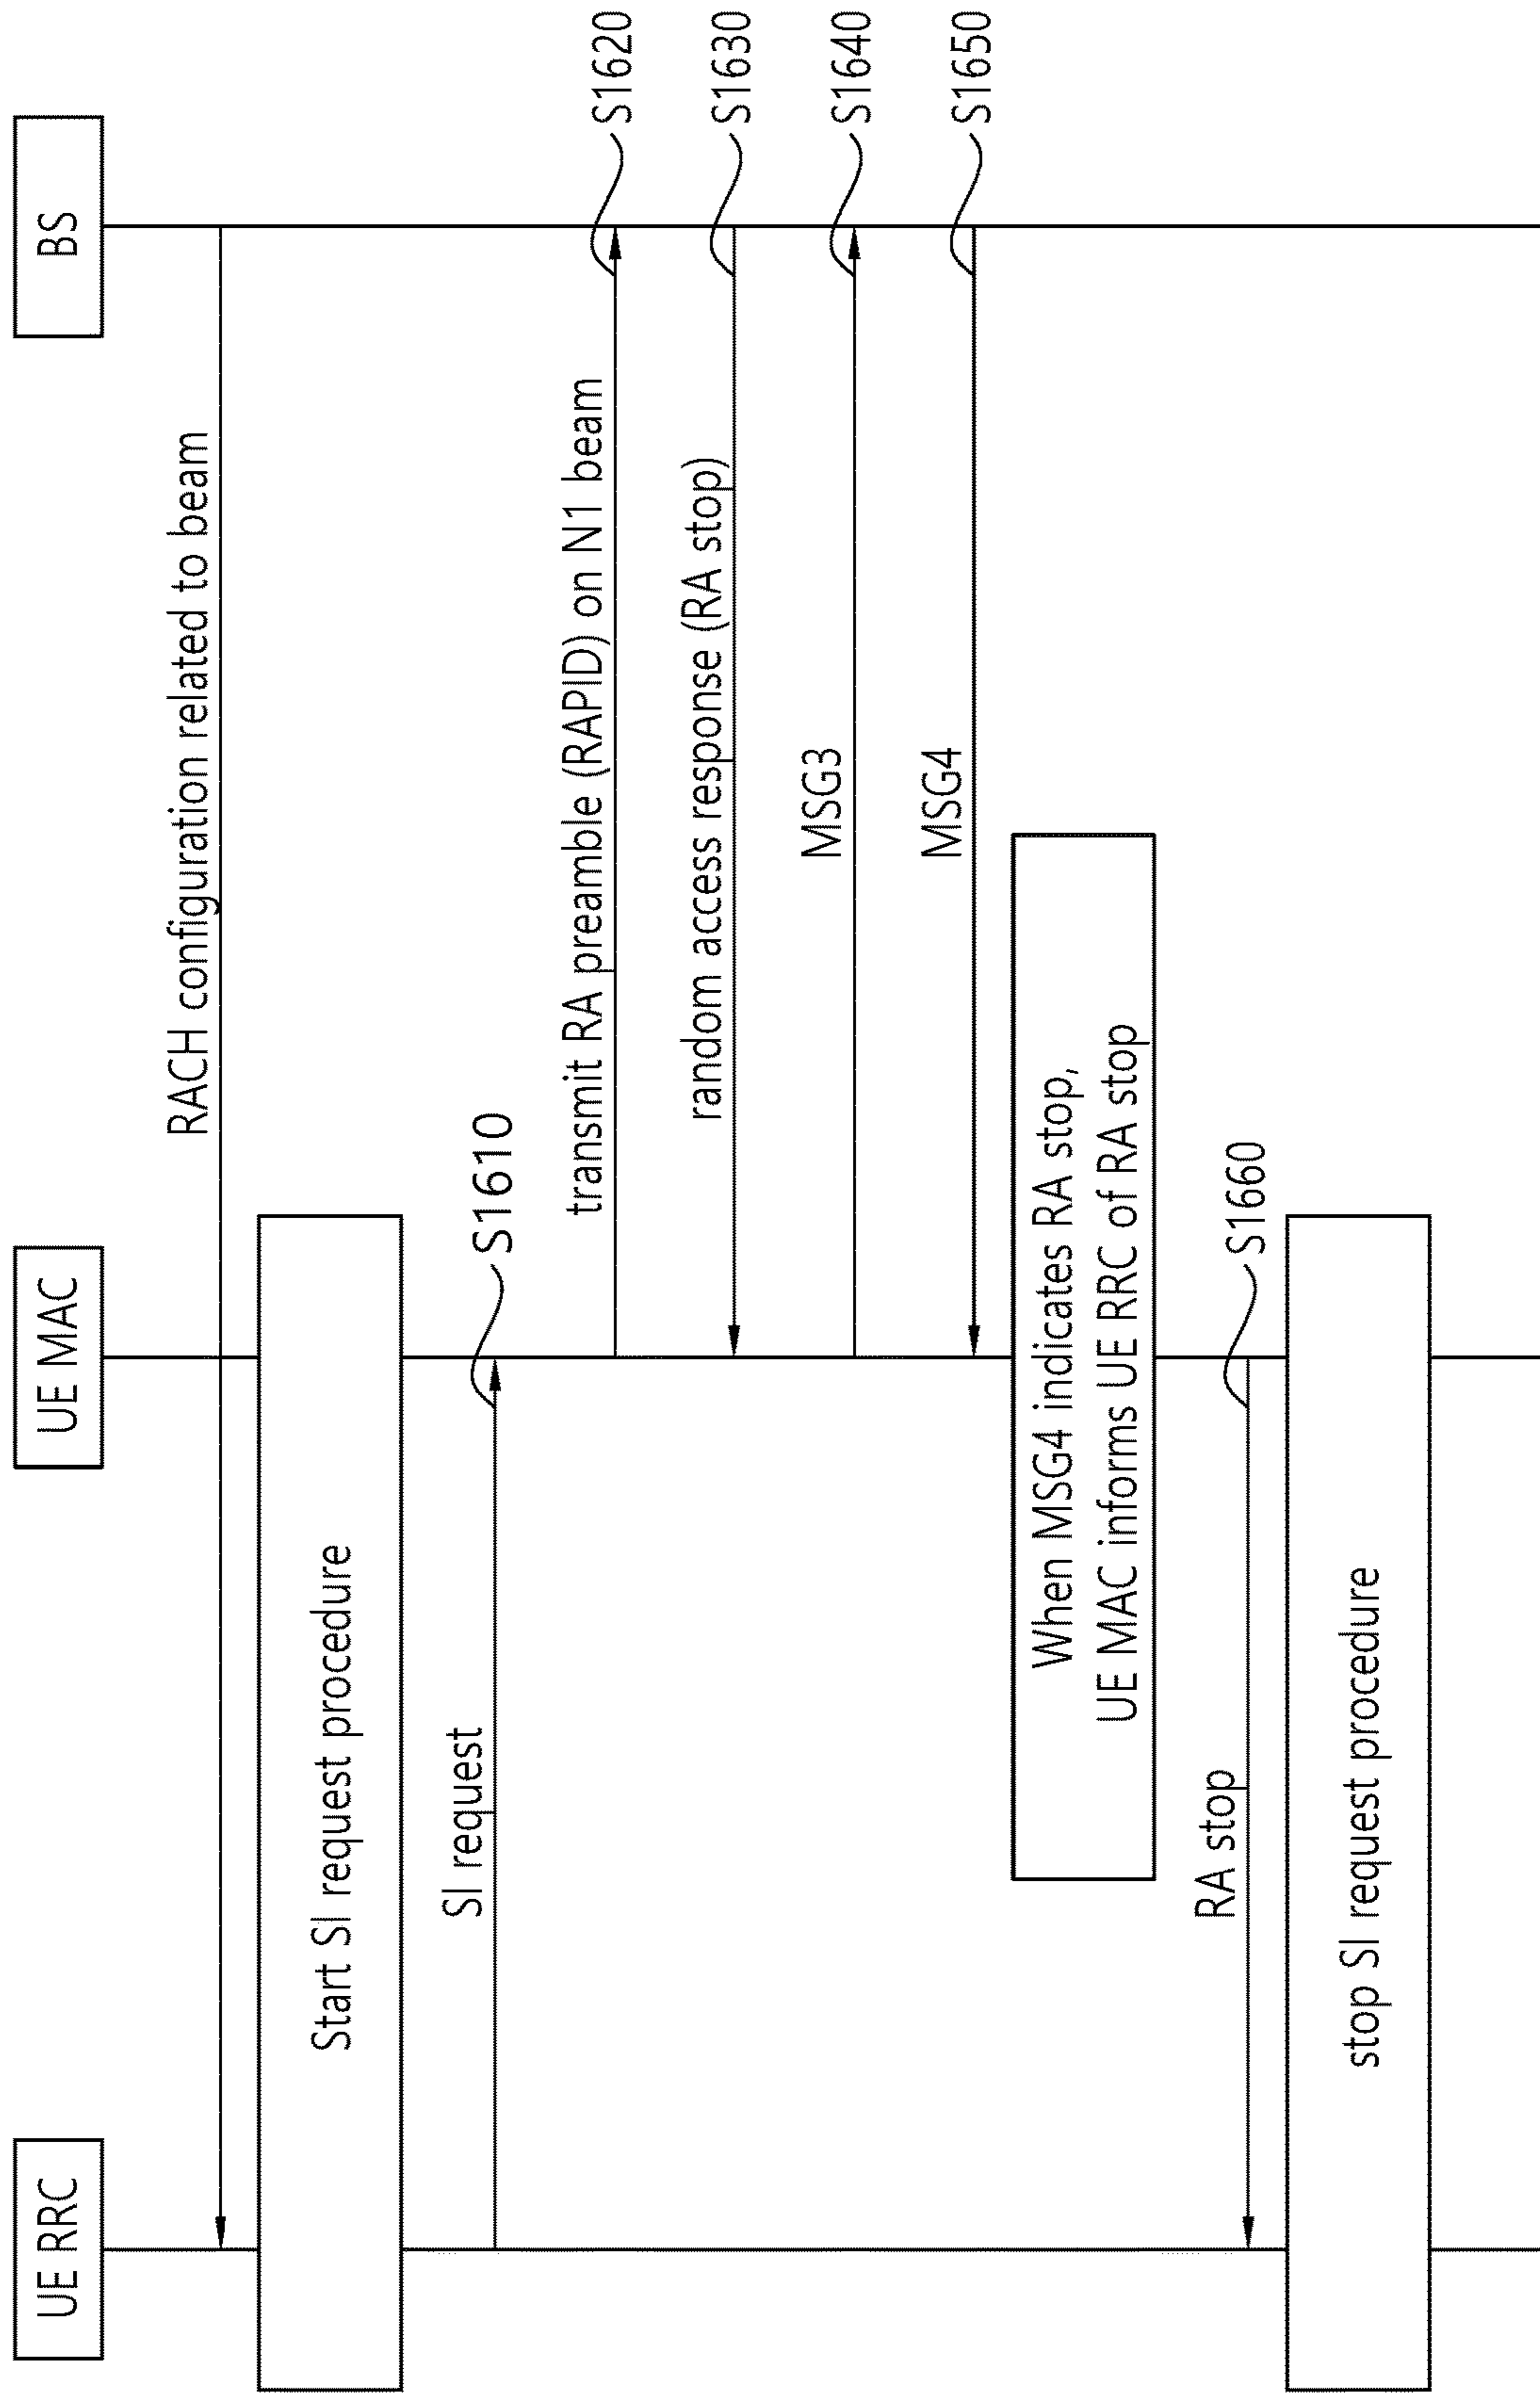 UE RRC
UE MAC
BS
RACH configuration related to beam
Start SI request procedure
SI request
S1610
transmit RA preamble (RAPID) on N1 beam
S1620
random access response (RA stop)
S1630
MSG3
S1640
MSG4
S1650
When MSG4 indicates RA stop,
UE MAC informs UE RRC of RA stop
RA stop
S1660
stop SI request procedure